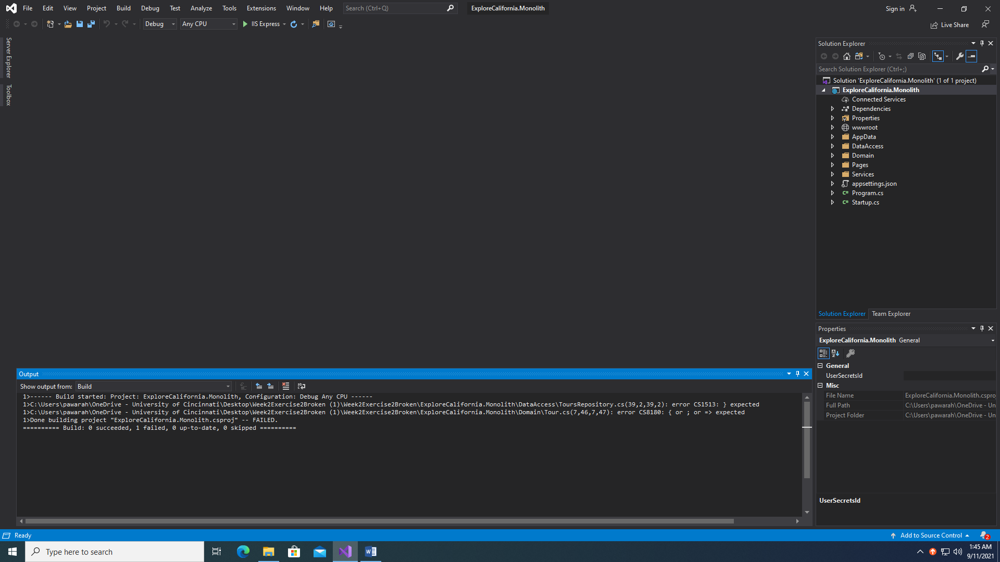 File Edit View Project Build Debug Test Analyze Tools Extensions Window Help Search (Ctrl+Q) ExploreCalifornia.Monolith Sign in
Debug Any CPU IIS Express Live Share
Server Explorer
Toolbox
Solution Explorer
Search Solution Explorer (Ctrl+;)
Solution 'ExploreCalifornia.Monolith' (1 of 1 project)
ExploreCalifornia.Monolith
Connected Services
Dependencies
Properties
wwwroot
AppData
DataAccess
Domain
Pages
Services
appsettings.json
C# Program.cs
C# Startup.cs
Solution Explorer Team Explorer
Properties
ExploreCalifornia.Monolith General
General
UserSecretsId
Misc
File Name ExploreCalifornia.Monolith.cspro
Full Path C:\Users\pawarah\OneDrive - Un
Project Folder C:\Users\pawarah\OneDrive - Un
UserSecretsId
Output
Show output from: Build
1>------ Build started: Project: ExploreCalifornia.Monolith, Configuration: Debug Any CPU ------
1>C:\Users\pawarah\OneDrive - University of Cincinnati\Desktop\Week2Exercise2Broken (1)\Week2Exercise2Broken\ExploreCalifornia.Monolith\DataAccess\ToursRepository.cs(39,2,39,2): error CS1513: } expected
1>C:\Users\pawarah\OneDrive - University of Cincinnati\Desktop\Week2Exercise2Broken (1)\Week2Exercise2Broken\ExploreCalifornia.Monolith\Domain\Tour.cs(7,46,7,47): error CS8180: { or ; or => expected
1>Done building project "ExploreCalifornia.Monolith.csproj" -- FAILED.
========== Build: 0 succeeded, 1 failed, 0 up-to-date, 0 skipped ==========
Ready Add to Source Control 2
Type here to search 1:45 AM
9/11/2021